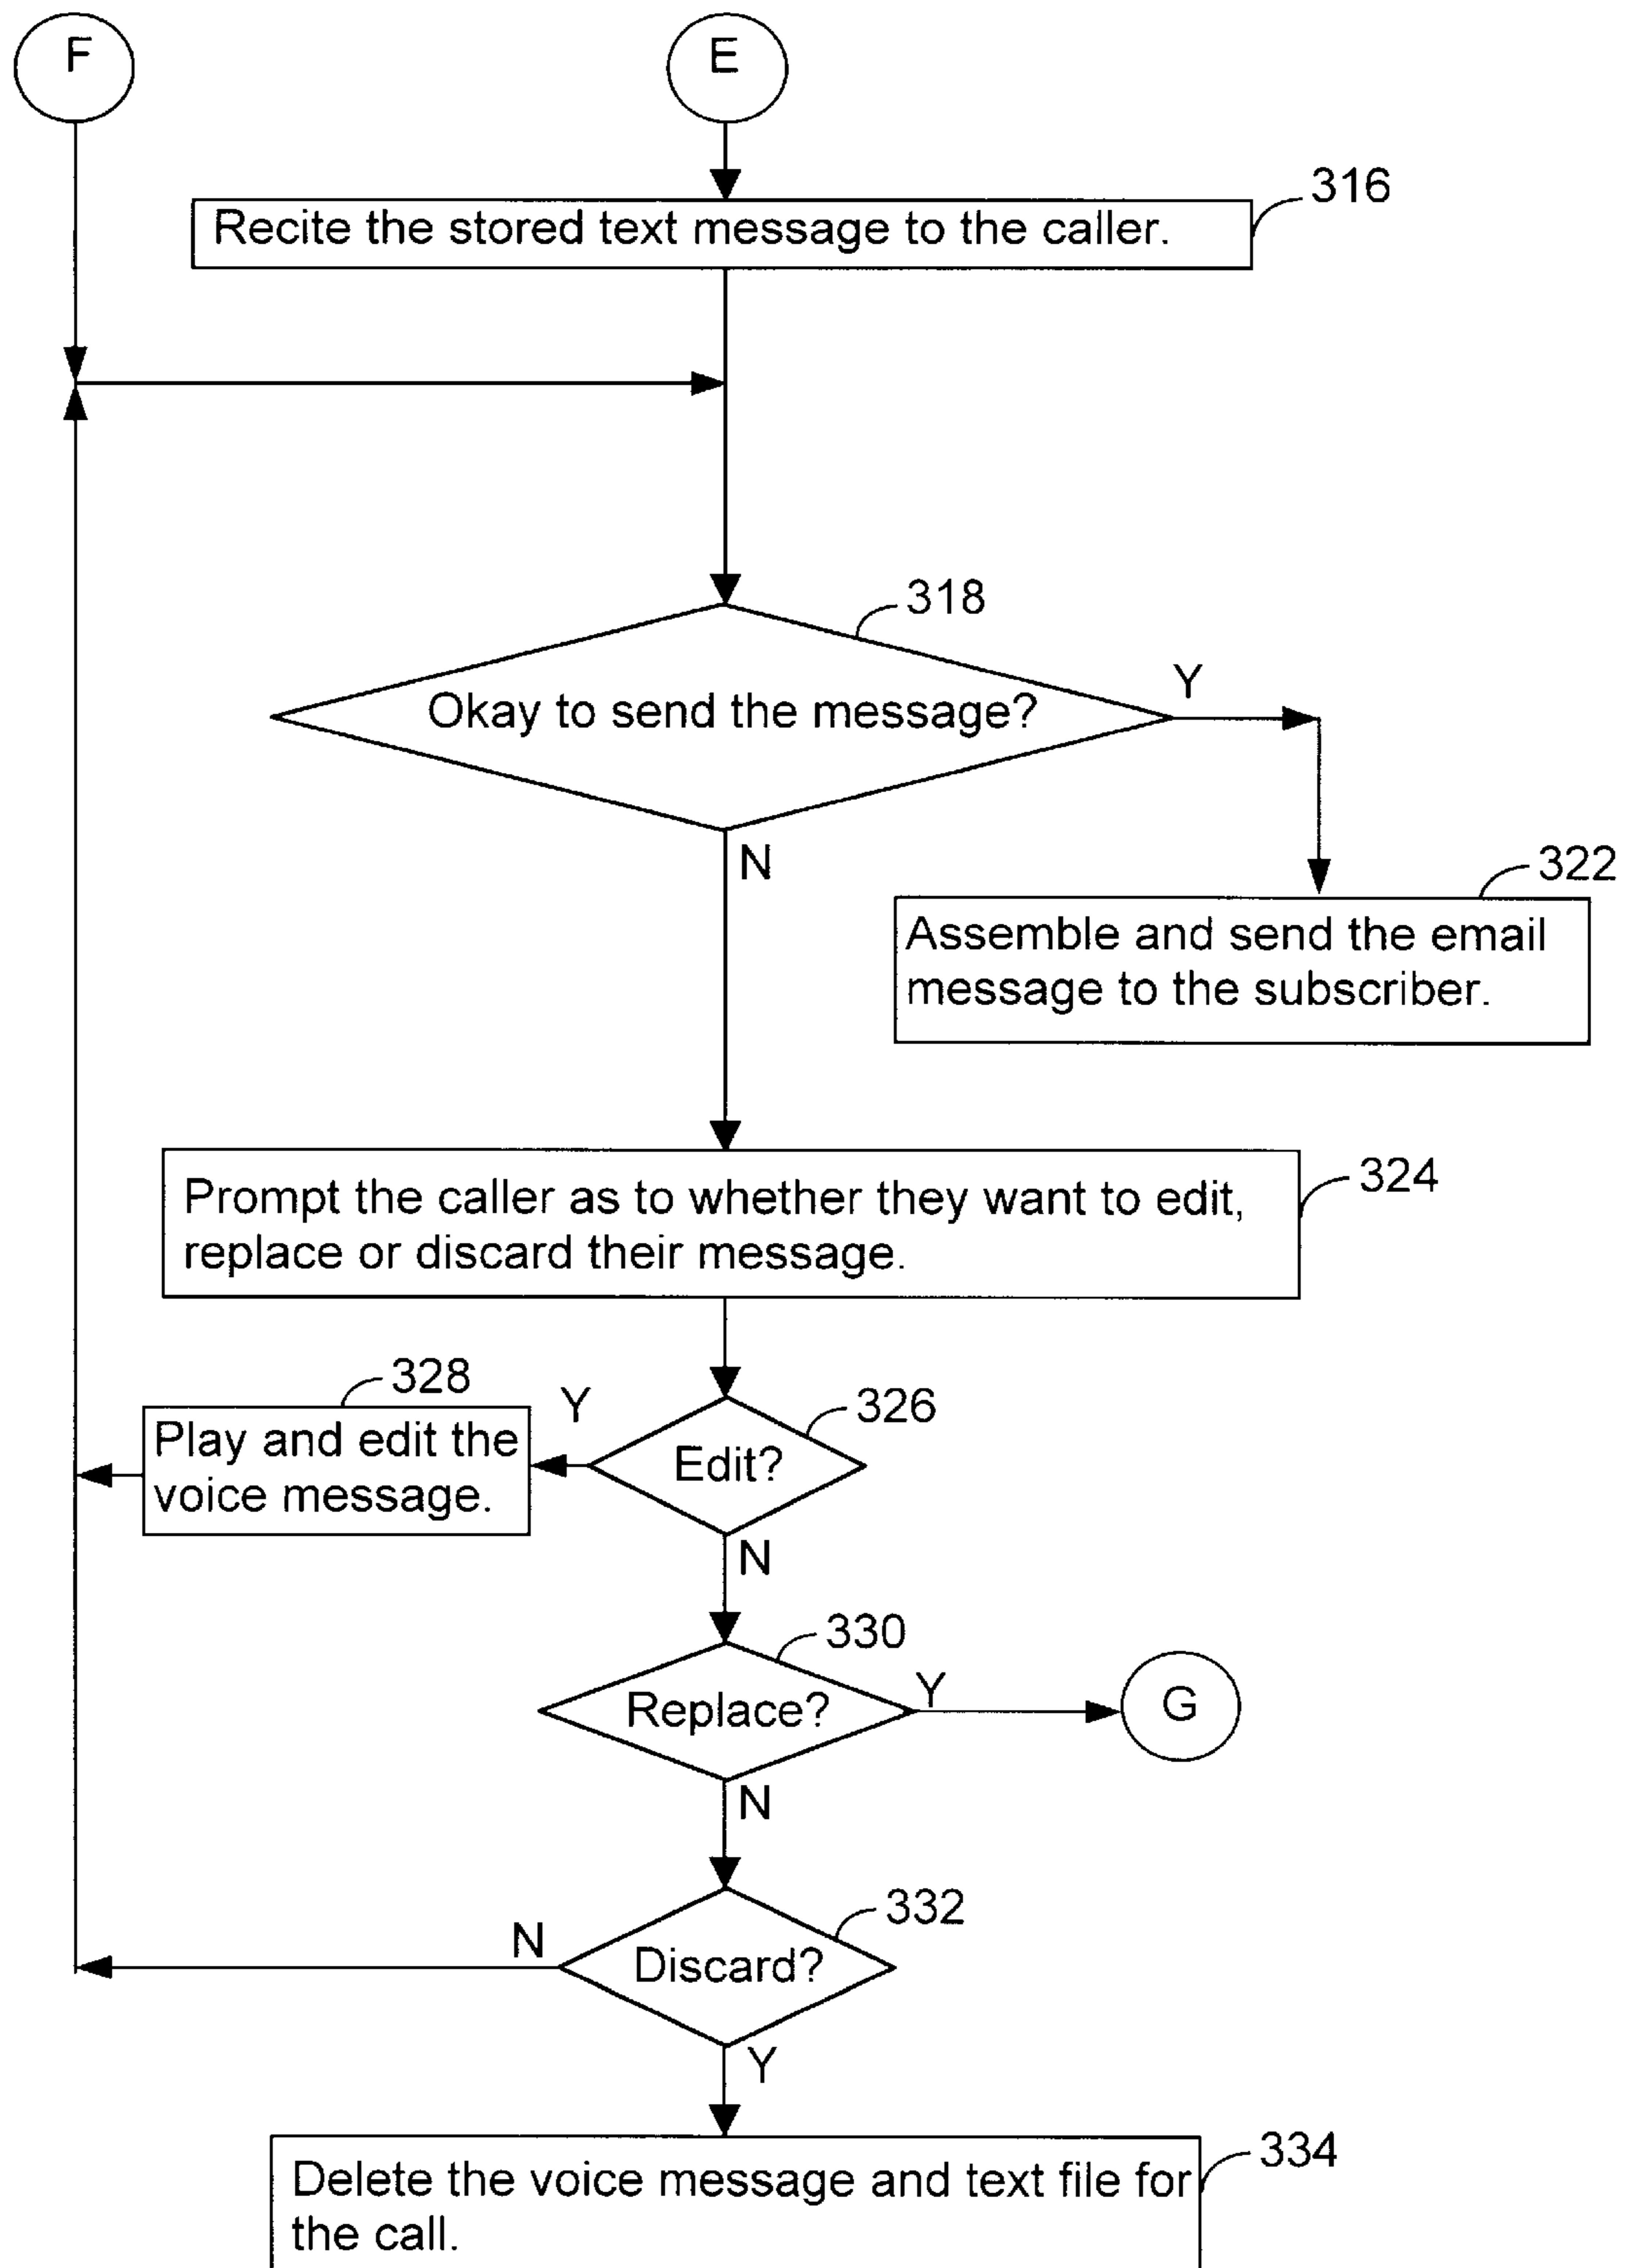 F
E
316
Recite the stored text message to the caller.
318
Okay to send the message?
Y
N
322
Assemble and send the email
message to the subscriber.
324
Prompt the caller as to whether they want to edit,
replace or discard their message.
328
Y
326
Play and edit the
voice message.
Edit?
N
330
Replace?
Y
G
N
332
N
Discard?
Y
334
Delete the voice message and text file for
the call.